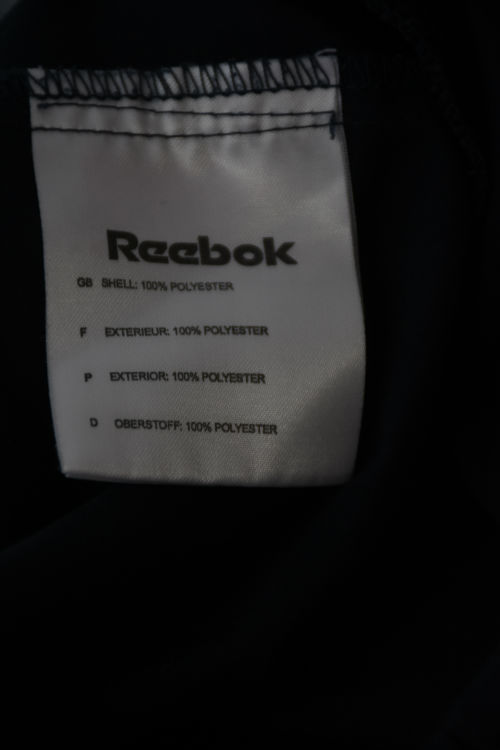 Reebok
GB SHELL: 100% POLYESTER
F EXTERIEUR: 100% POLYESTER
P EXTERIOR: 100% POLYESTER
D OBERSTOFF: 100% POLYESTER